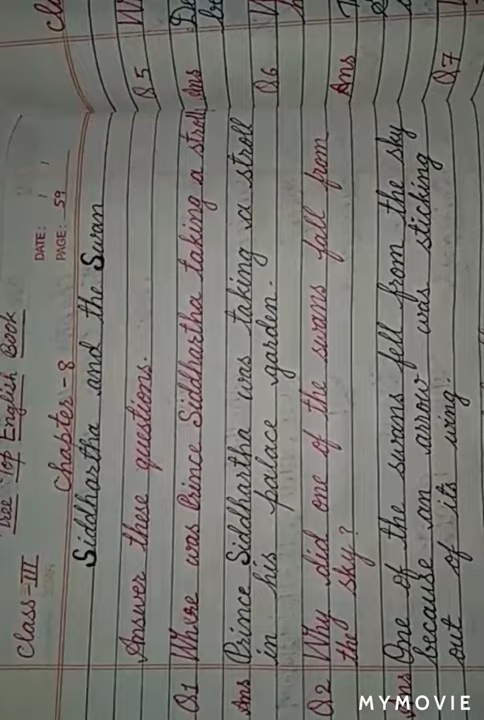 Tree Top English Book
Class-III
DATE: / /
PAGE: 59
Chapter-8
Siddhartha and the Swan
Answer these questions.
Q1 Where was Prince Siddhartha taking a stroll
Ans Prince Siddhartha was taking a stroll
in his palace garden.
Q2 Why did one of the swans fall from
the sky?
Ans One of the swans fell from the sky
because an arrow was sticking
out of its wing.
Q5
Ans
Q6
Ans
Q7
MYMOVIE